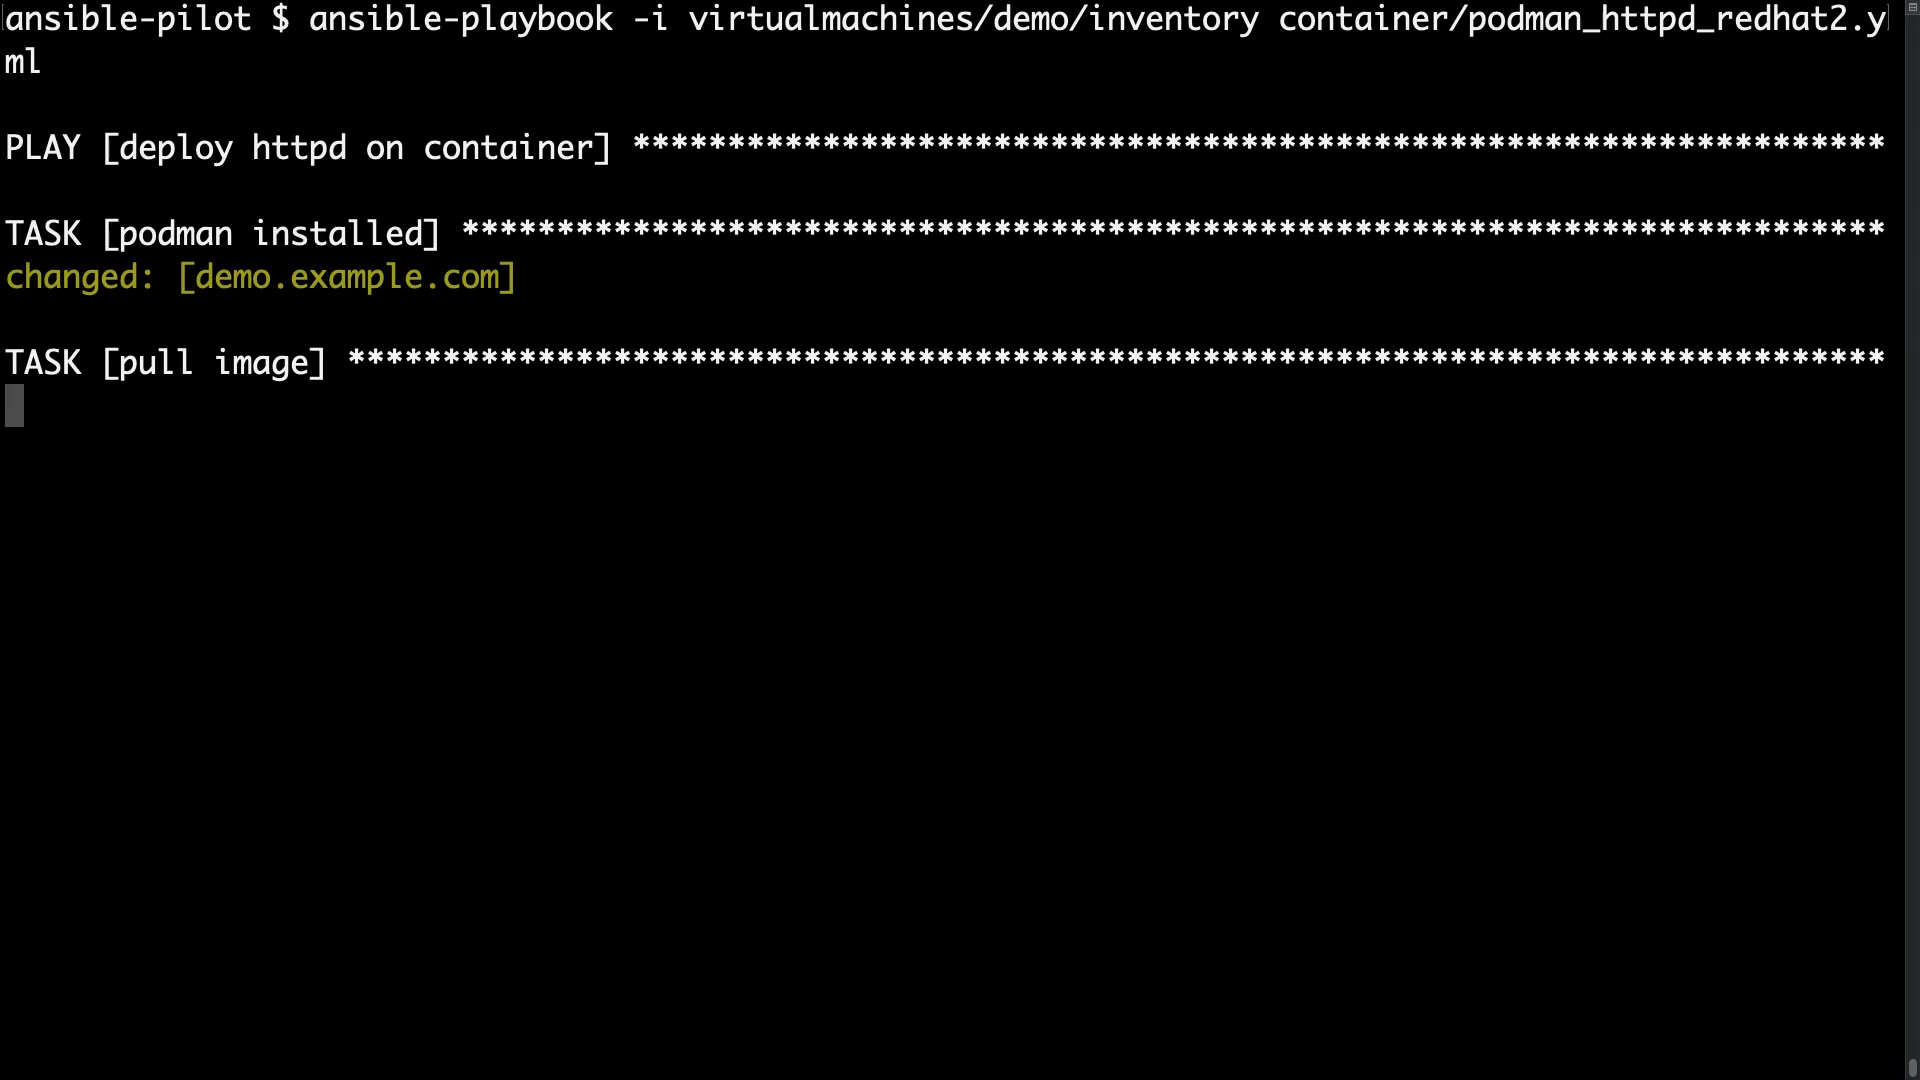 ansible-pilot $ ansible-playbook -i virtualmachines/demo/inventory container/podman_httpd_redhat2.y
ml
PLAY [deploy httpd on container] ******************************************************************
TASK [podman installed] ***************************************************************************
changed: [demo.example.com]
TASK [pull image] *********************************************************************************